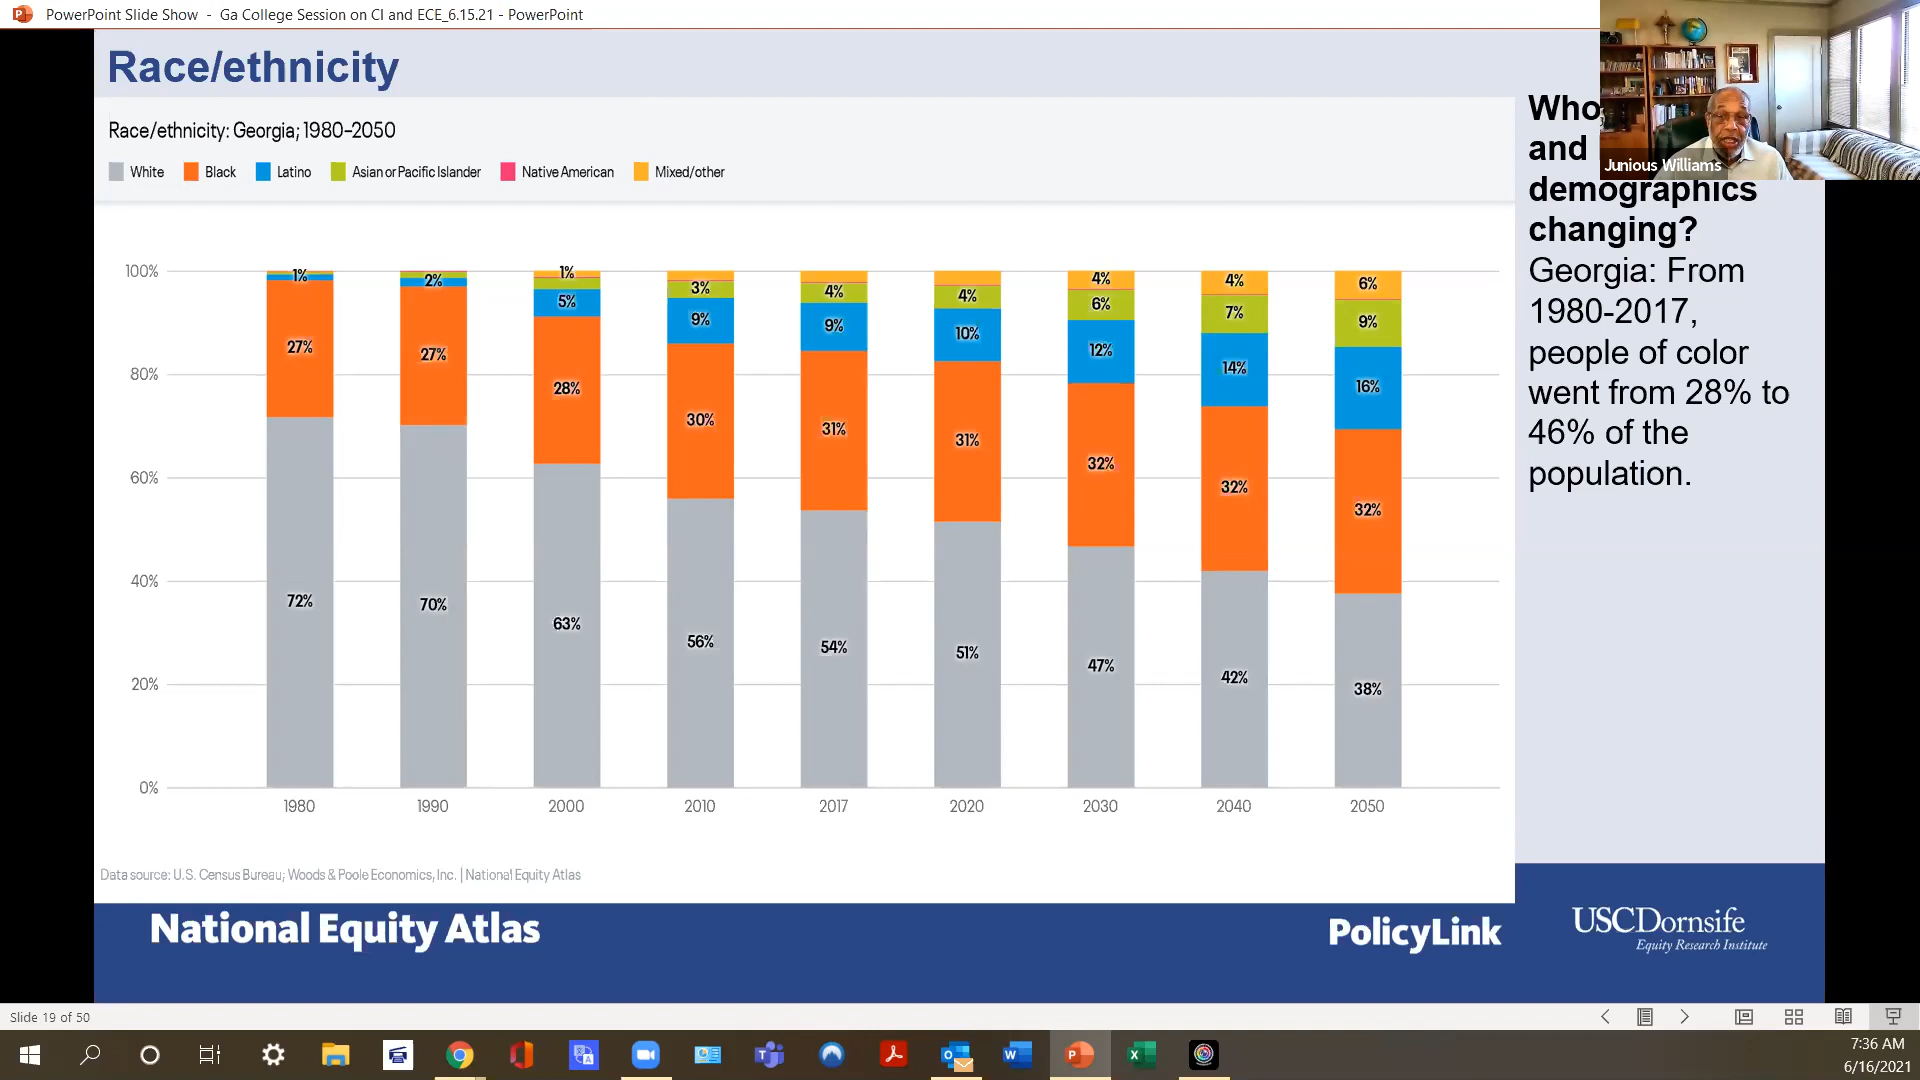 PowerPoint Slide Show - Ga College Session on CI and ECE_6.15.21 - PowerPoint
Race/ethnicity
Race/ethnicity: Georgia; 1980–2050
White Black Latino Asian or Pacific Islander Native American Mixed/other
100%
80%
60%
40%
20%
0%
1%
27%
72%
1980
2%
27%
70%
1990
1%
5%
28%
63%
2000
3%
9%
30%
56%
2010
4%
9%
31%
54%
2017
4%
10%
31%
51%
2020
4%
6%
12%
32%
47%
2030
4%
7%
14%
32%
42%
2040
6%
9%
16%
32%
38%
2050
Data source: U.S. Census Bureau; Woods & Poole Economics, Inc. | National Equity Atlas
Who
and
demographics
changing?
Georgia: From
1980-2017,
people of color
went from 28% to
46% of the
population.
Junious Williams
National Equity Atlas
PolicyLink
USCDornsife
Equity Research Institute
Slide 19 of 50
7:36 AM
6/16/2021